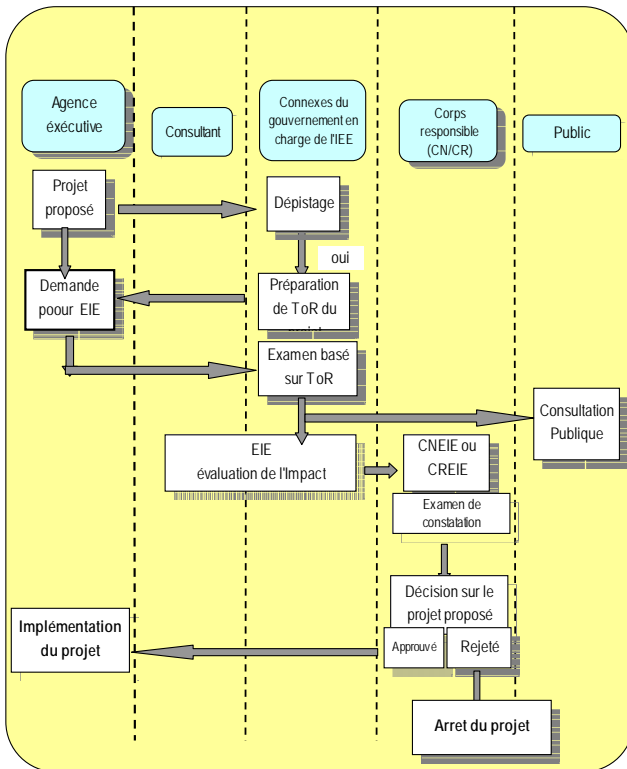 Agence
éxécutive
Consultant
Connexes du
gouvernement en
charge de l'IEE
Corps
responsible
(CN/CR)
Public
Projet
proposé
Dépistage
oui
Demande
poour EIE
Préparation
de ToR du
Examen basé
sur ToR
Consultation
Publique
EIE
évaluation de l'Impact
CNEIE ou
CREIE
Examen de
constatation
Décision sur le
projet proposé
Approuvé
Rejeté
Implémentation
du projet
Arret du projet